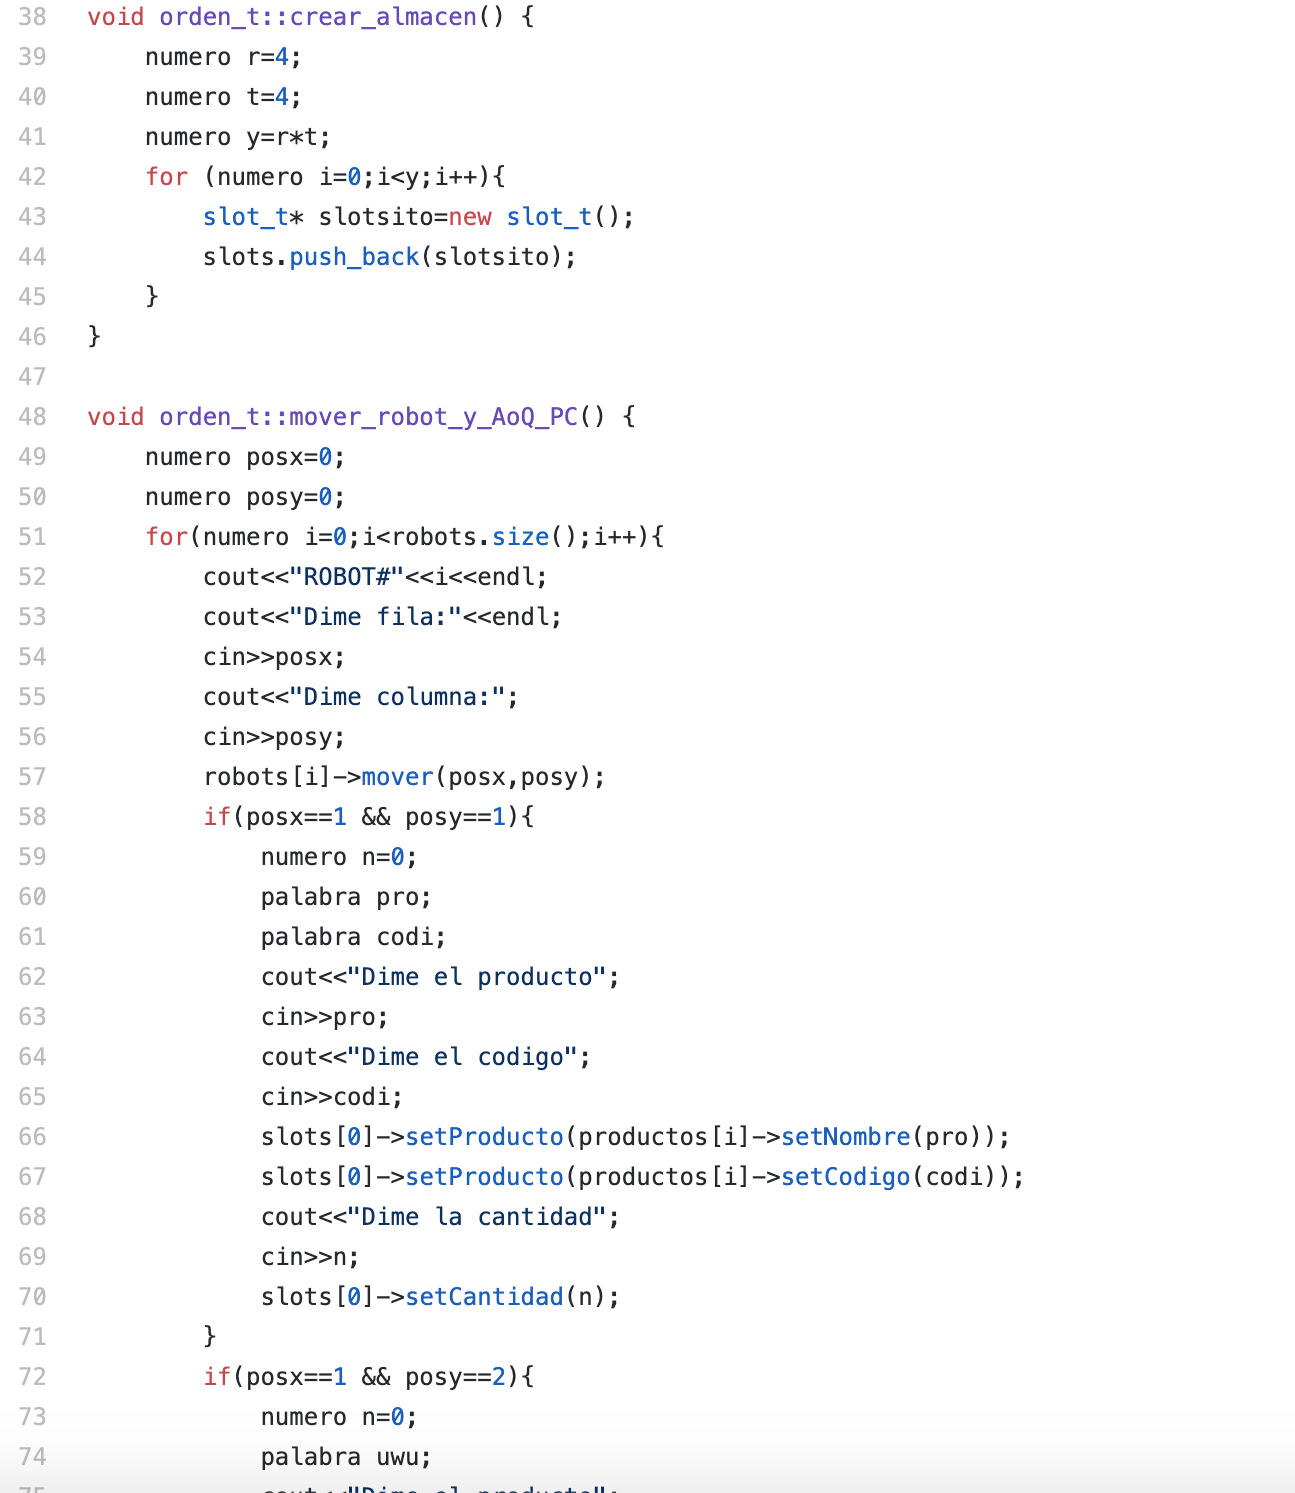 38 void orden_t::crear_almacen() {
39 numero r=4;
40 numero t=4;
41 numero y=r*t;
42 for (numero i=0;i<y;i++){
43 slot_t* slotsito=new slot_t();
44 slots.push_back(slotsito);
45 }
46 }
47
48 void orden_t::mover_robot_y_AoQ_PC() {
49 numero posx=0;
50 numero posy=0;
51 for(numero i=0;i<robots.size();i++){
52 cout<<"ROBOT#"<<i<<endl;
53 cout<<"Dime fila:"<<endl;
54 cin>>posx;
55 cout<<"Dime columna:";
56 cin>>posy;
57 robots[i]->mover(posx,posy);
58 if(posx==1 && posy==1){
59 numero n=0;
60 palabra pro;
61 palabra codi;
62 cout<<"Dime el producto";
63 cin>>pro;
64 cout<<"Dime el codigo";
65 cin>>codi;
66 slots[0]->setProducto(productos[i]->setNombre(pro));
67 slots[0]->setProducto(productos[i]->setCodigo(codi));
68 cout<<"Dime la cantidad";
69 cin>>n;
70 slots[0]->setCantidad(n);
71 }
72 if(posx==1 && posy==2){
73 numero n=0;
74 palabra uwu;
75 cout<<"Dime el producto";